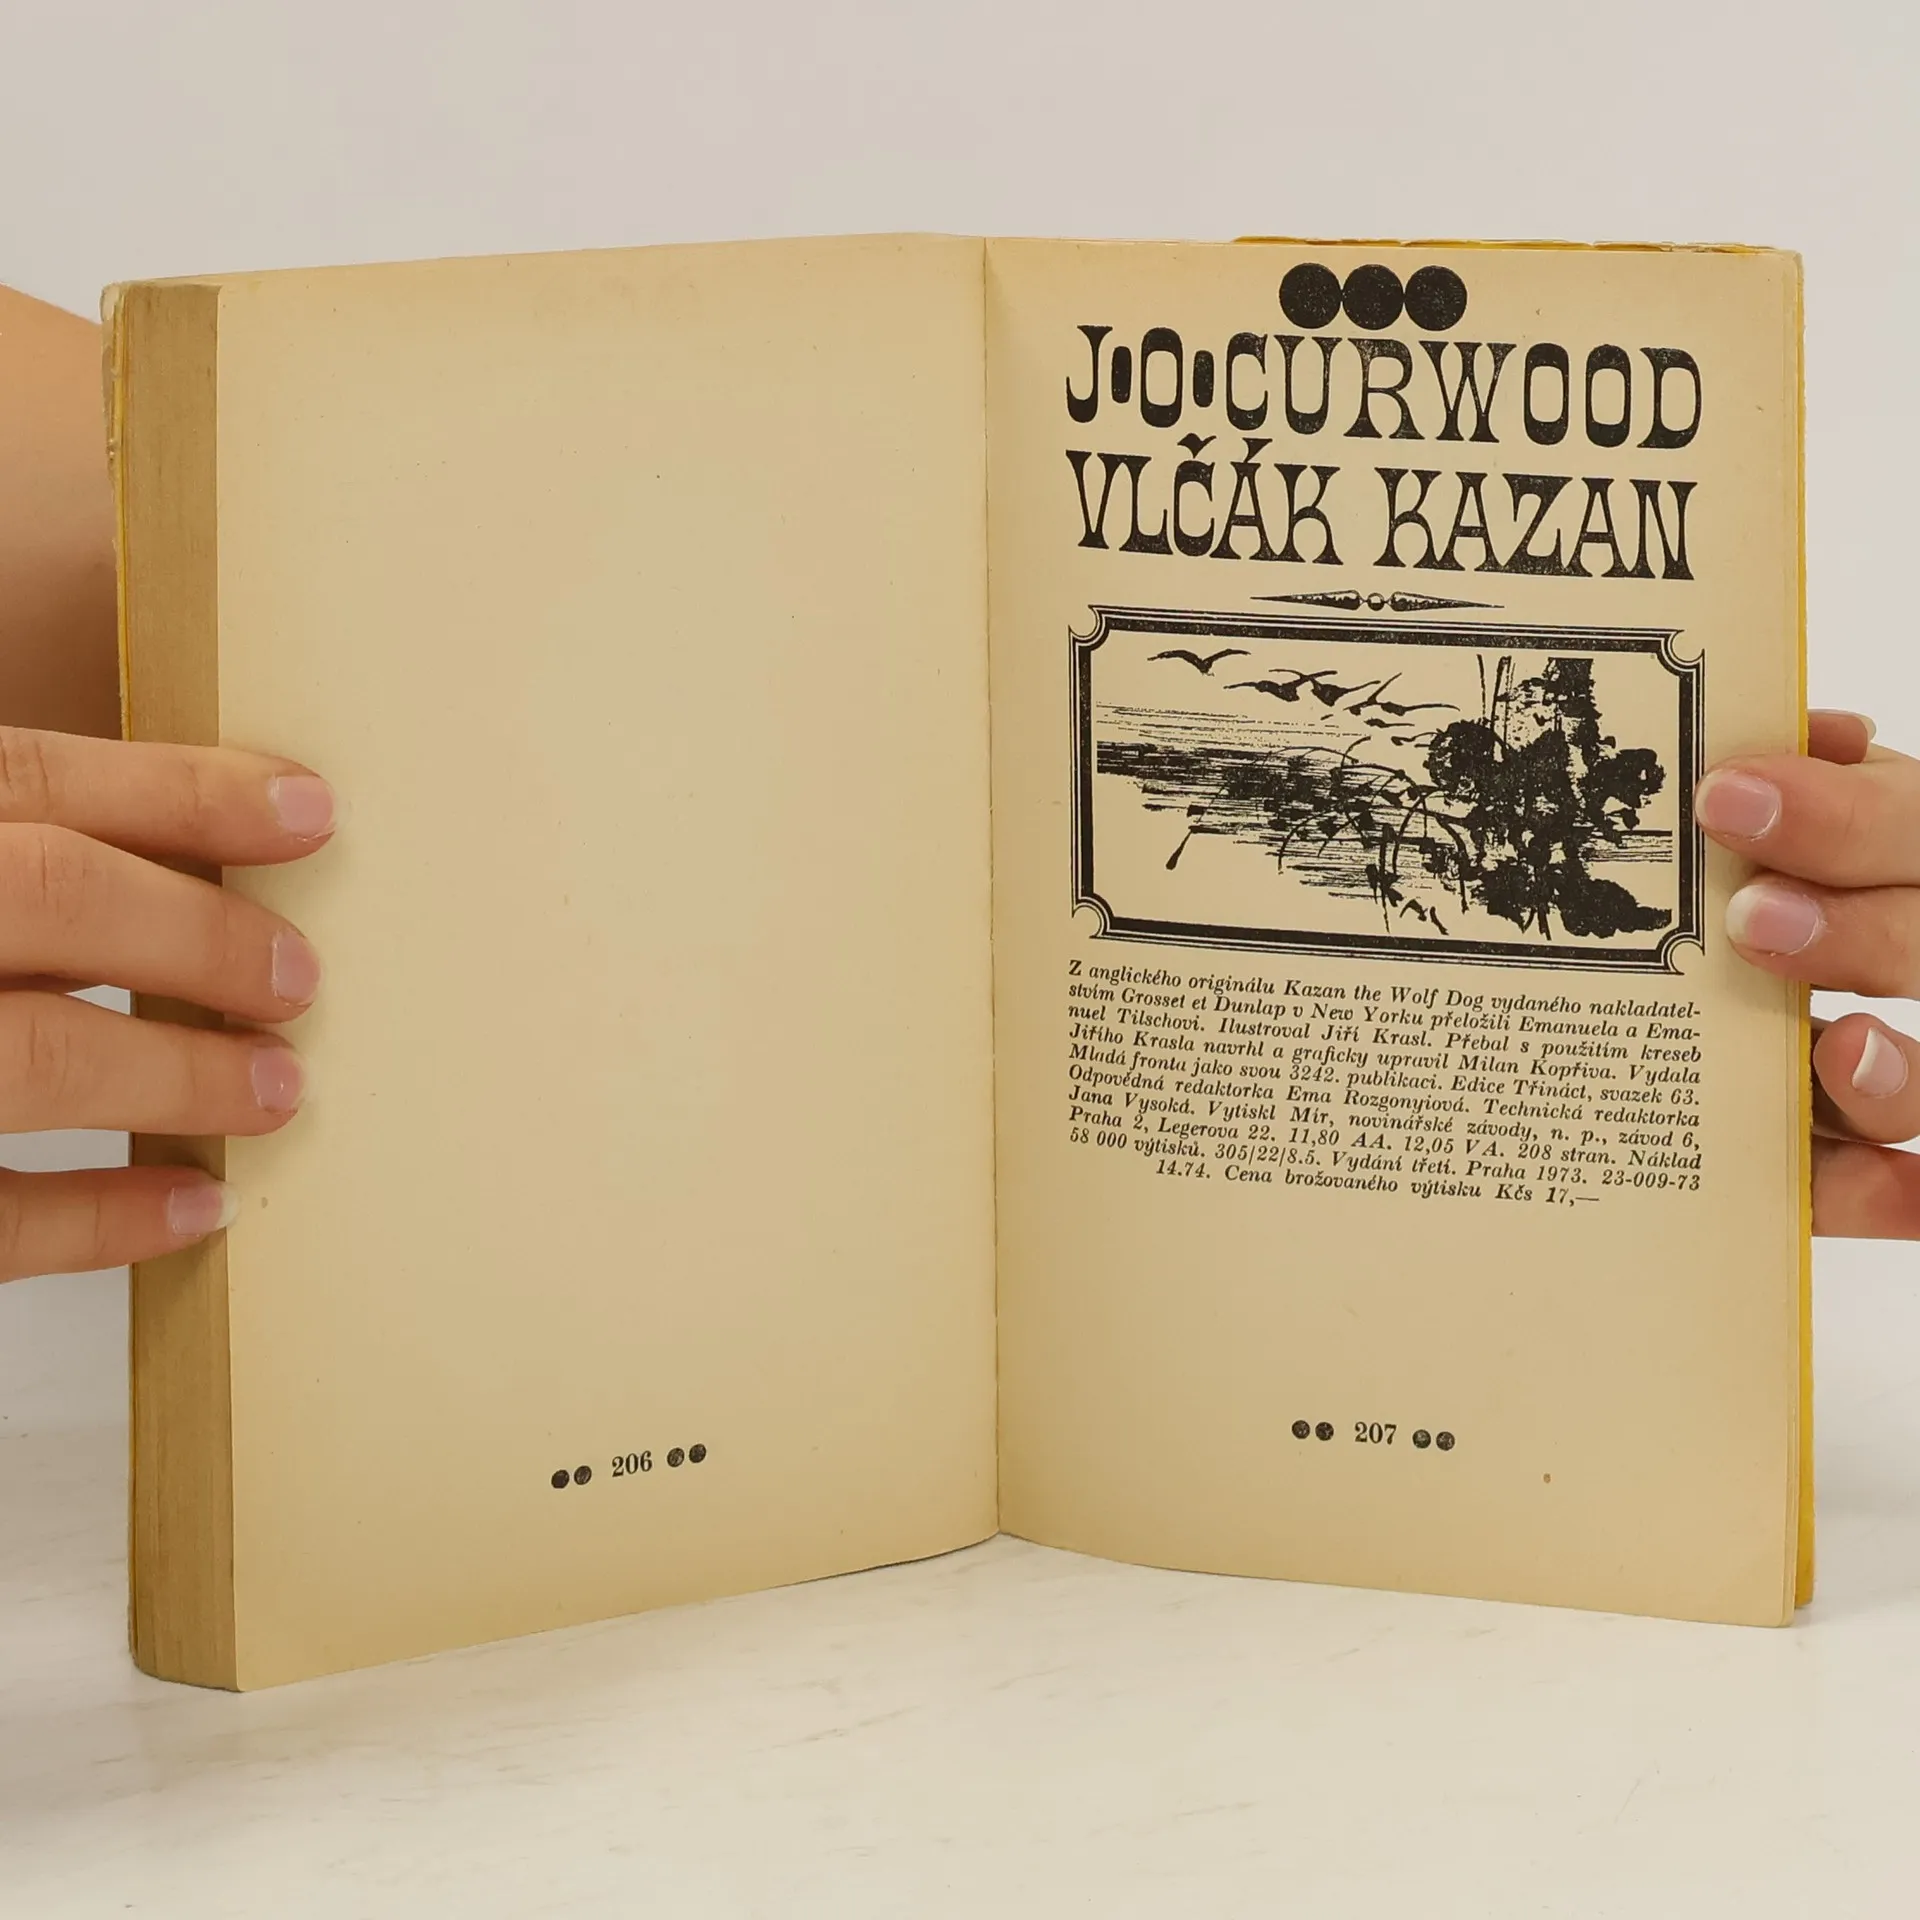 J·O·CURWOOD
VLČÁK KAZAN
Z anglického originálu Kazan the Wolf Dog vydaného nakladatel-
stvím Grosset et Dunlap v New Yorku přeložili Emanuela a Ema-
nuel Tilschovi. Ilustroval Jiří Krasl. Přebal s použitím kreseb
Jiřího Krasla navrhl a graficky upravil Milan Kopřiva. Vydala
Mladá fronta jako svou 3242. publikaci. Edice Třináct, svazek 63.
Odpovědná redaktorka Ema Rozgonyiová. Technická redaktorka
Jana Vysoká. Vytiskl Mír, novinářské závody, n. p., závod 6,
Praha 2, Legerova 22. 11,80 AA. 12,05 VA. 208 stran. Náklad
58 000 výtisků. 305/22/8.5. Vydání třetí. Praha 1973. 23-009-73
14.74. Cena brožovaného výtisku Kčs 17,—
206
207